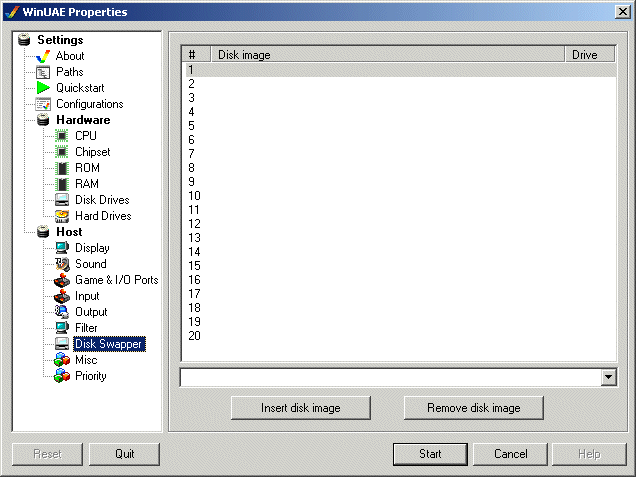 WinUAE Properties
Settings
About
Paths
Quickstart
Configurations
Hardware
CPU
Chipset
ROM
RAM
Disk Drives
Hard Drives
Host
Display
Sound
Game & I/O Ports
Input
Output
Filter
Disk Swapper
Misc
Priority
# Disk image Drive
1
2
3
4
5
6
7
8
9
10
11
12
13
14
15
16
17
18
19
20
Insert disk image Remove disk image
Reset Quit Start Cancel Help